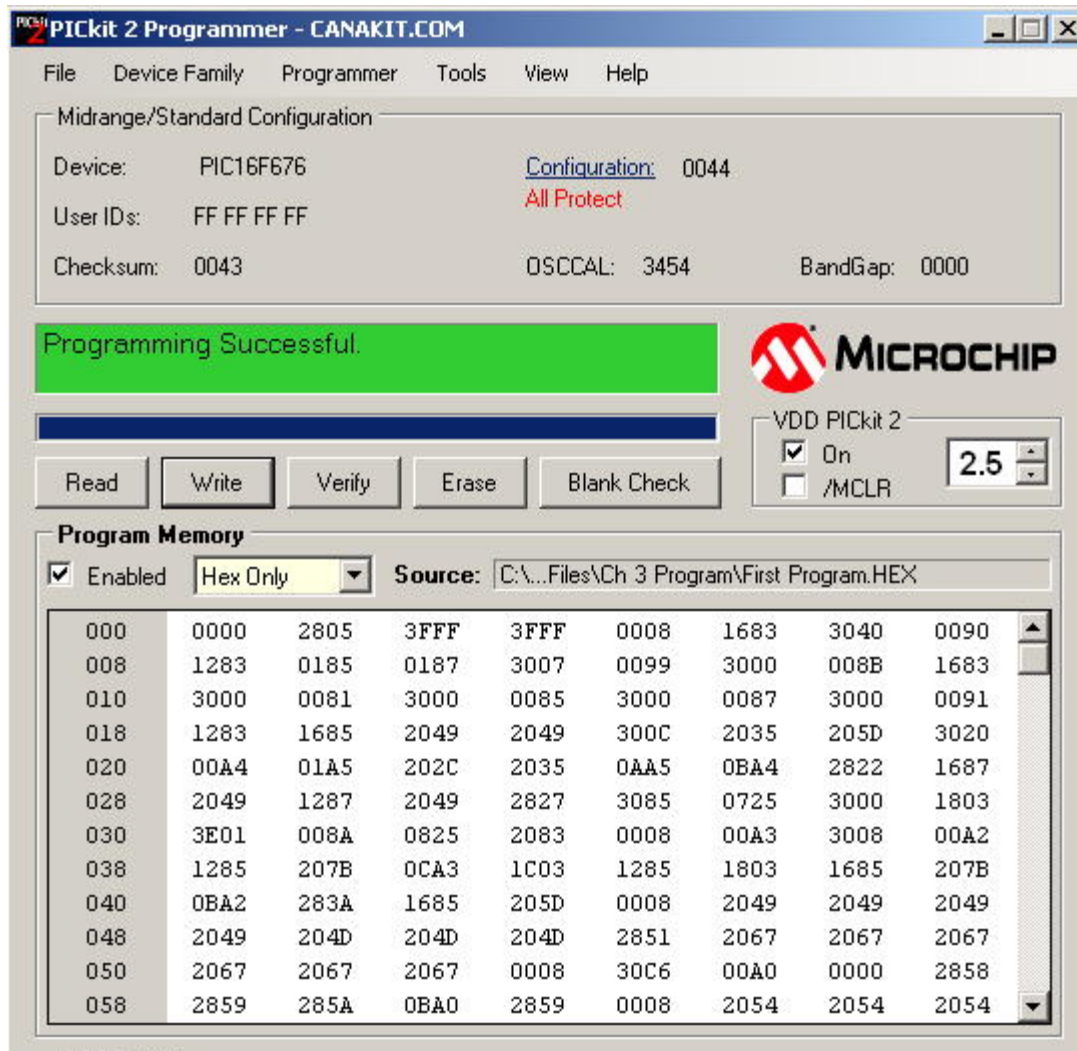 PICkit 2 Programmer - CANAKIT.COM
File Device Family Programmer Tools View Help
Midrange/Standard Configuration
Device: PIC16F676 Configuration: 0044
All Protect
User IDs: FF FF FF FF
Checksum: 0043 OSCCAL: 3454 BandGap: 0000
Programming Successful.
MICROCHIP
VDD PICkit 2
On
/MCLR
2.5
Read Write Verify Erase Blank Check
Program Memory
Enabled Hex Only Source: C:\...Files\Ch 3 Program\First Program.HEX
000 0000 2805 3FFF 3FFF 0008 1683 3040 0090
008 1283 0185 0187 3007 0099 3000 008B 1683
010 3000 0081 3000 0085 3000 0087 3000 0091
018 1283 1685 2049 2049 300C 2035 205D 3020
020 00A4 01A5 202C 2035 0AA5 0BA4 2822 1687
028 2049 1287 2049 2827 3085 0725 3000 1803
030 3E01 008A 0825 2083 0008 00A3 3008 00A2
038 1285 207B 0CA3 1C03 1285 1803 1685 207B
040 0BA2 283A 1685 205D 0008 2049 2049 2049
048 2049 204D 204D 204D 2851 2067 2067 2067
050 2067 2067 2067 0008 30C6 00A0 0000 2858
058 2859 285A 0BA0 2859 0008 2054 2054 2054